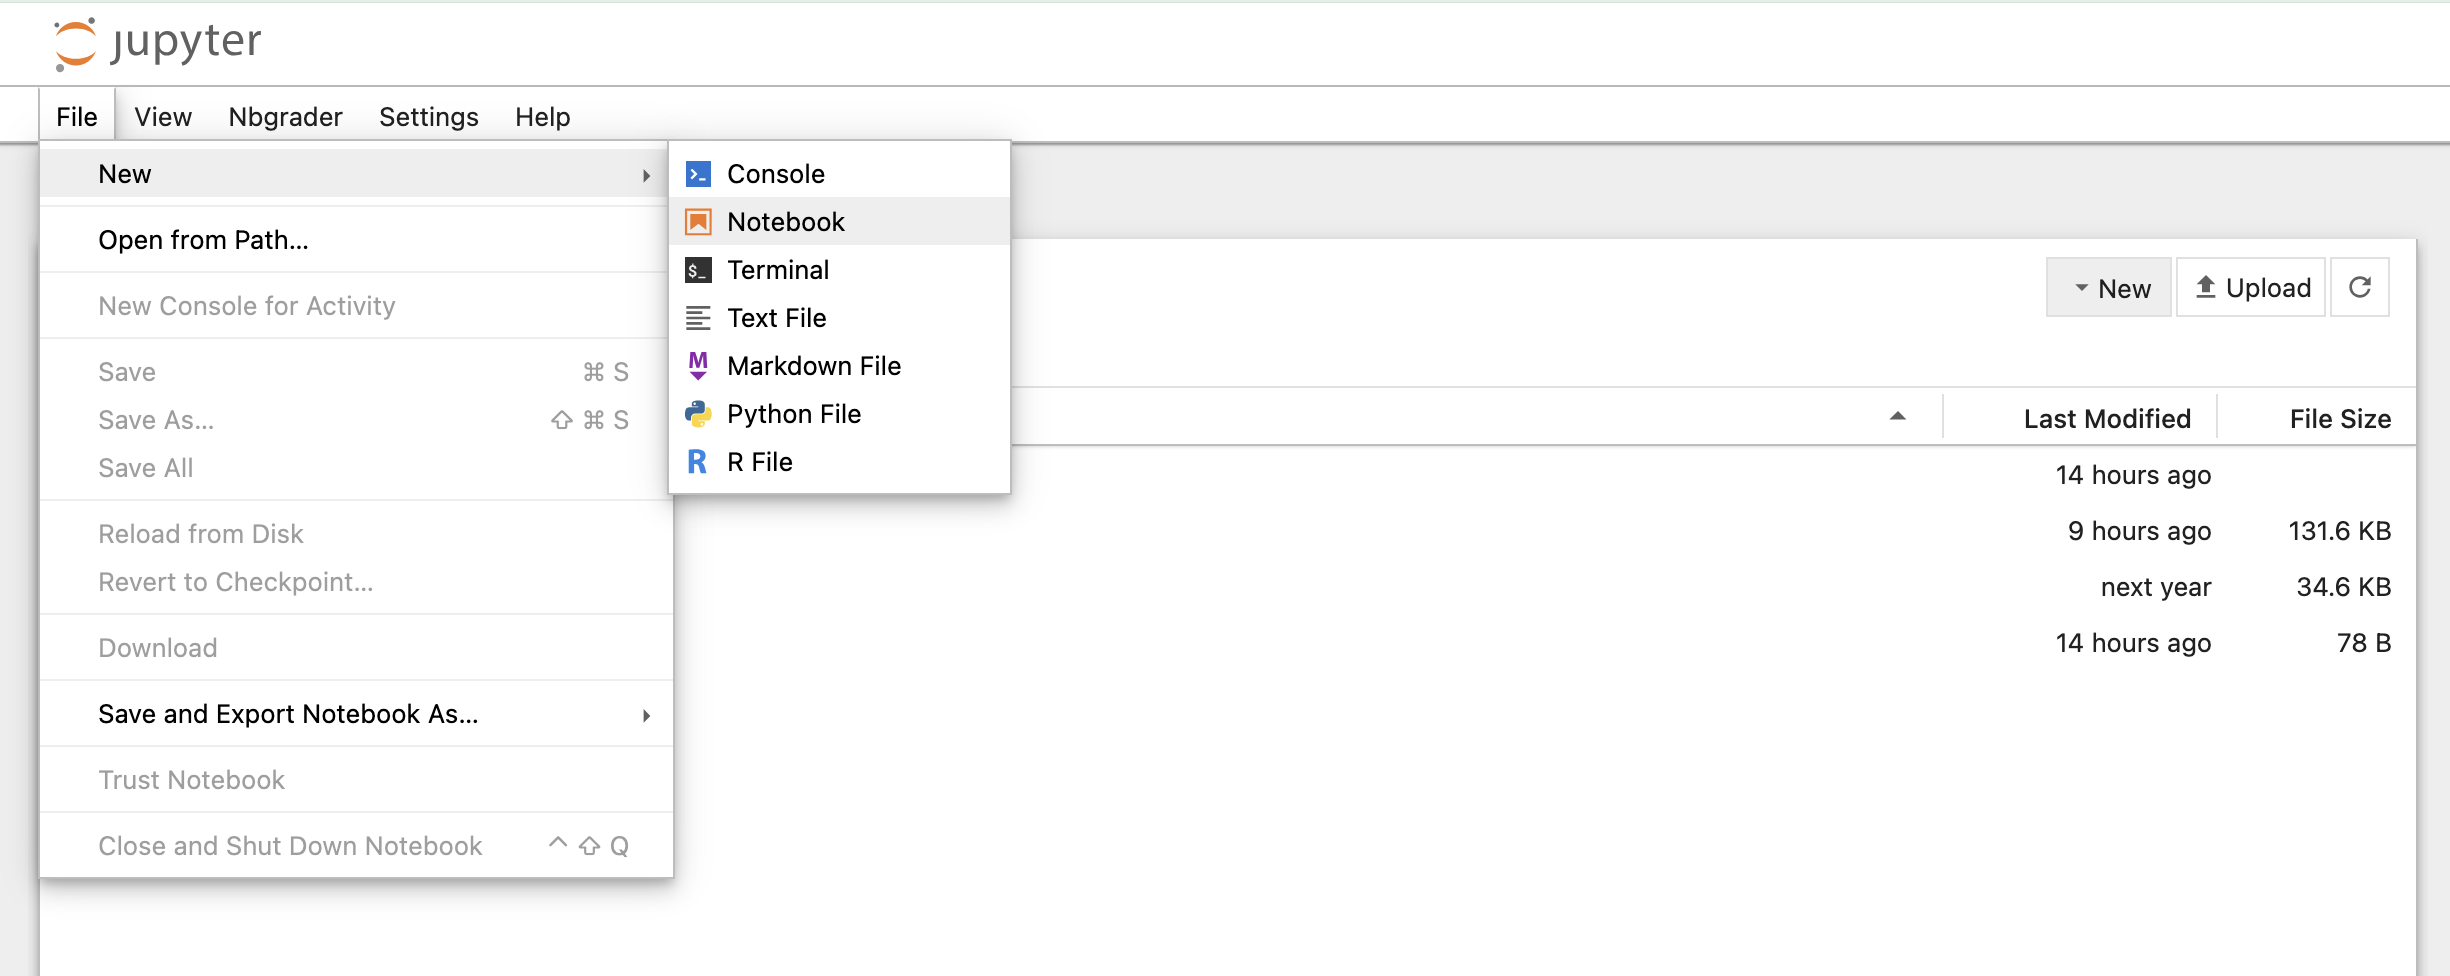 jupyter
File View Nbgrader Settings Help
New
Open from Path...
New Console for Activity
Save ⌘ S
Save As... ⇧ ⌘ S
Save All
Reload from Disk
Revert to Checkpoint...
Download
Save and Export Notebook As...
Trust Notebook
Close and Shut Down Notebook ^ ⇧ Q
Console
Notebook
$_ Terminal
Text File
M Markdown File
Python File
R R File
New Upload
Last Modified File Size
14 hours ago
9 hours ago 131.6 KB
next year 34.6 KB
14 hours ago 78 B